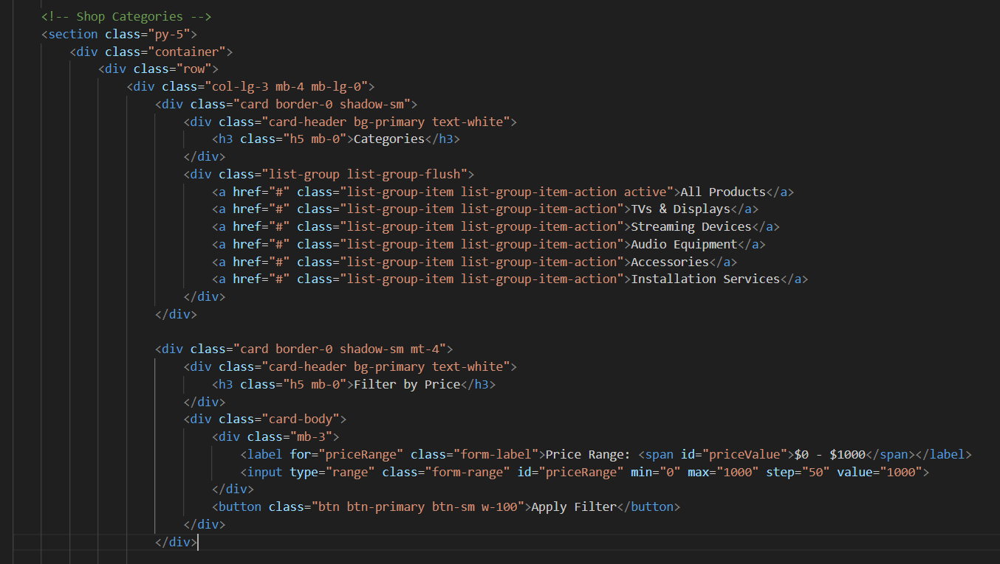 <!-- Shop Categories -->
<section class="py-5">
    <div class="container">
        <div class="row">
            <div class="col-lg-3 mb-4 mb-lg-0">
                <div class="card border-0 shadow-sm">
                    <div class="card-header bg-primary text-white">
                        <h3 class="h5 mb-0">Categories</h3>
                    </div>
                    <div class="list-group list-group-flush">
                        <a href="#" class="list-group-item list-group-item-action active">All Products</a>
                        <a href="#" class="list-group-item list-group-item-action">TVs & Displays</a>
                        <a href="#" class="list-group-item list-group-item-action">Streaming Devices</a>
                        <a href="#" class="list-group-item list-group-item-action">Audio Equipment</a>
                        <a href="#" class="list-group-item list-group-item-action">Accessories</a>
                        <a href="#" class="list-group-item list-group-item-action">Installation Services</a>
                    </div>
                </div>

                <div class="card border-0 shadow-sm mt-4">
                    <div class="card-header bg-primary text-white">
                        <h3 class="h5 mb-0">Filter by Price</h3>
                    </div>
                    <div class="card-body">
                        <div class="mb-3">
                            <label for="priceRange" class="form-label">Price Range: <span id="priceValue">$0 - $1000</span></label>
                            <input type="range" class="form-range" id="priceRange" min="0" max="1000" step="50" value="1000">
                        </div>
                        <button class="btn btn-primary btn-sm w-100">Apply Filter</button>
                    </div>
                </div>